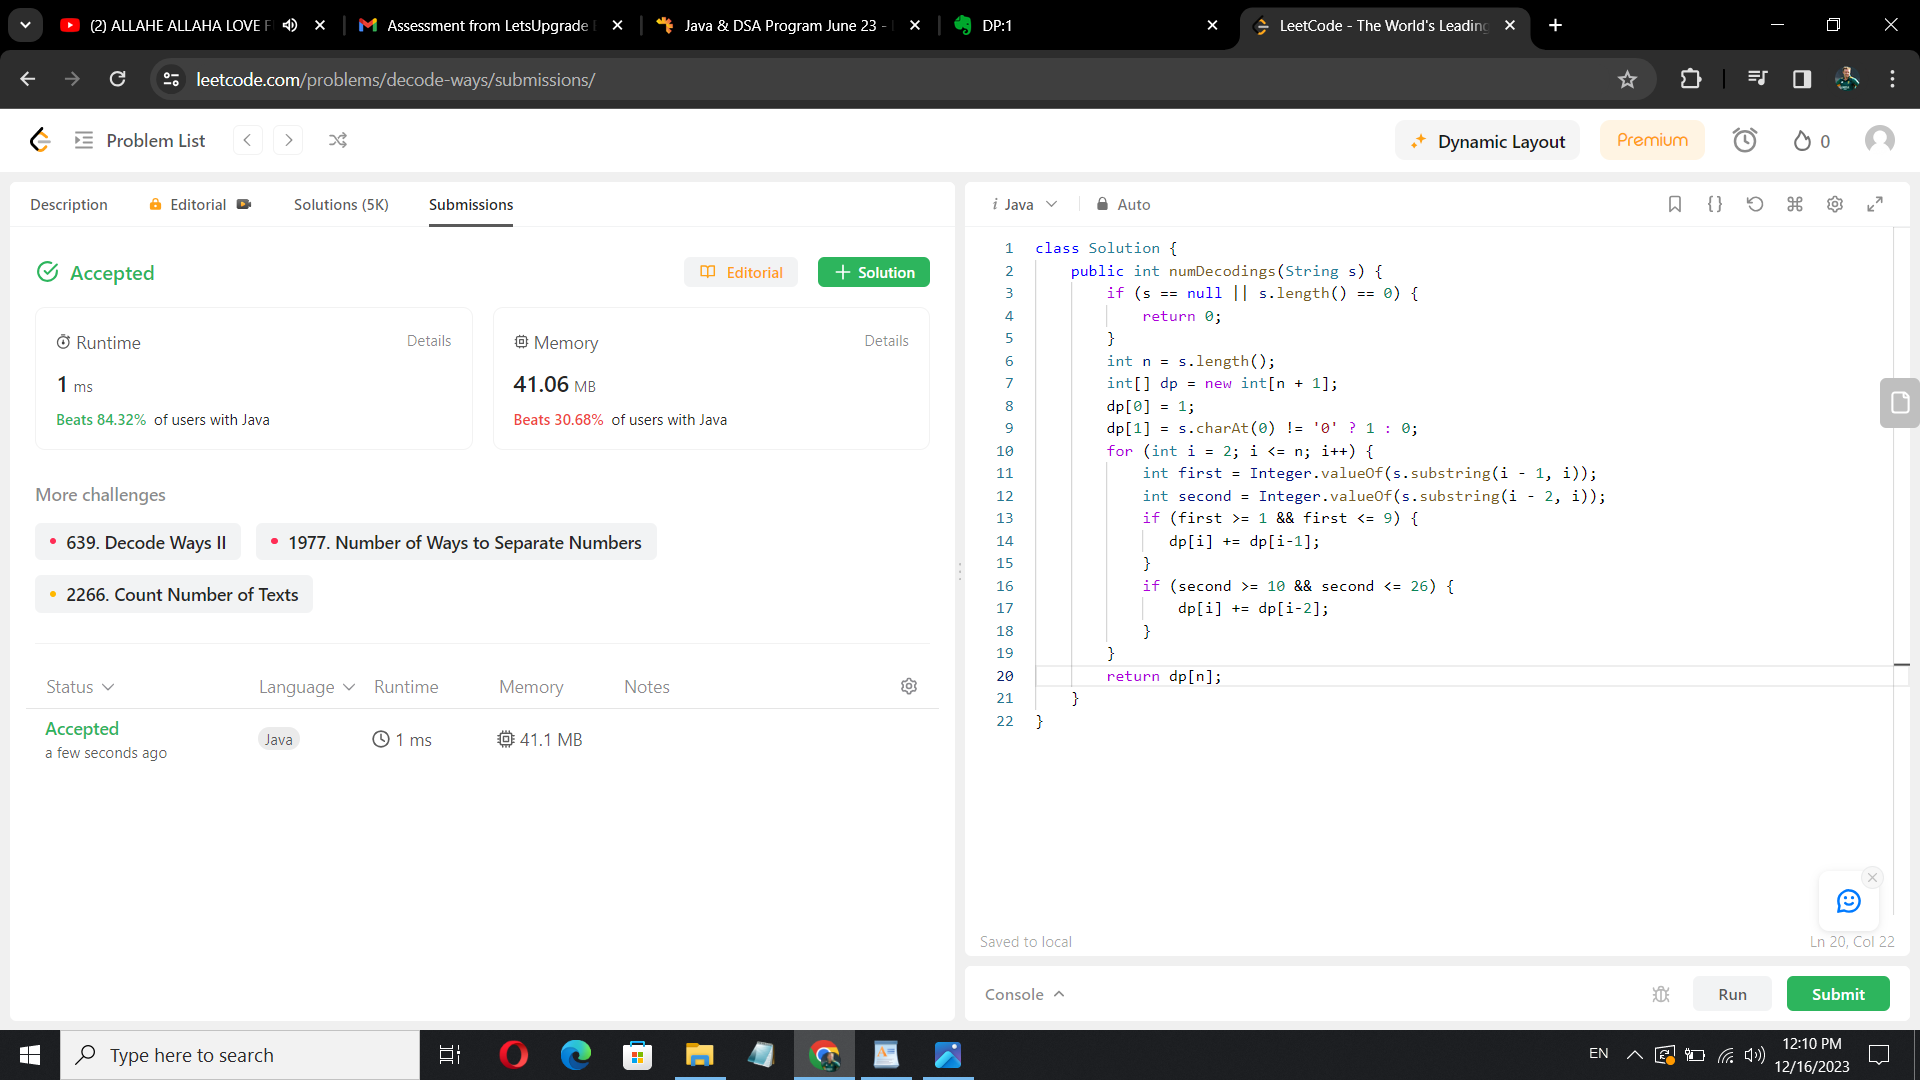 (2) ALLAHE ALLAHA LOVE F
Assessment from LetsUpgrade E
Java & DSA Program June 23 -
DP:1
LeetCode - The World's Leading
leetcode.com/problems/decode-ways/submissions/
Problem List
Dynamic Layout
Premium
0
Description
Editorial
Solutions (5K)
Submissions
Accepted
Editorial
Solution
Runtime
Details
1 ms
Beats 84.32% of users with Java
Memory
Details
41.06 MB
Beats 30.68% of users with Java
More challenges
639. Decode Ways II
1977. Number of Ways to Separate Numbers
2266. Count Number of Texts
Status Language Runtime Memory Notes
Accepted
a few seconds ago
Java
1 ms
41.1 MB
i Java
Auto
1 class Solution {
2 public int numDecodings(String s) {
3 if (s == null || s.length() == 0) {
4 return 0;
5 }
6 int n = s.length();
7 int[] dp = new int[n + 1];
8 dp[0] = 1;
9 dp[1] = s.charAt(0) != '0' ? 1 : 0;
10 for (int i = 2; i <= n; i++) {
11 int first = Integer.valueOf(s.substring(i - 1, i));
12 int second = Integer.valueOf(s.substring(i - 2, i));
13 if (first >= 1 && first <= 9) {
14 dp[i] += dp[i-1];
15 }
16 if (second >= 10 && second <= 26) {
17 dp[i] += dp[i-2];
18 }
19 }
20 return dp[n];
21 }
22 }
Saved to local
Ln 20, Col 22
Console
Run
Submit
Type here to search
EN
12:10 PM
12/16/2023